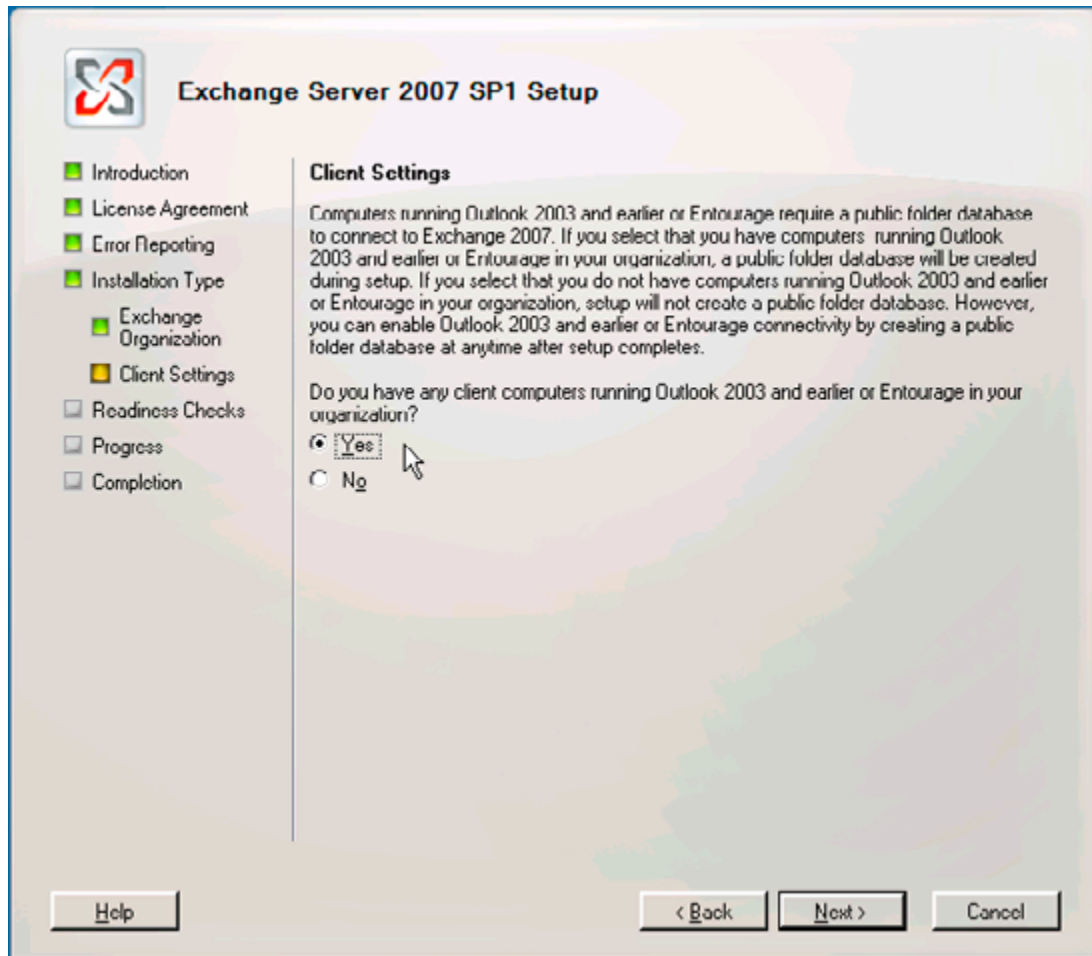 Exchange Server 2007 SP1 Setup
Introduction
License Agreement
Error Reporting
Installation Type
Exchange
Organization
Client Settings
Readiness Checks
Progress
Completion
Client Settings
Computers running Outlook 2003 and earlier or Entourage require a public folder database
to connect to Exchange 2007. If you select that you have computers running Outlook
2003 and earlier or Entourage in your organization, a public folder database will be created
during setup. If you select that you do not have computers running Outlook 2003 and earlier
or Entourage in your organization, setup will not create a public folder database. However,
you can enable Outlook 2003 and earlier or Entourage connectivity by creating a public
folder database at anytime after setup completes.
Do you have any client computers running Outlook 2003 and earlier or Entourage in your
organization?
Yes
No
Help
< Back
Next >
Cancel